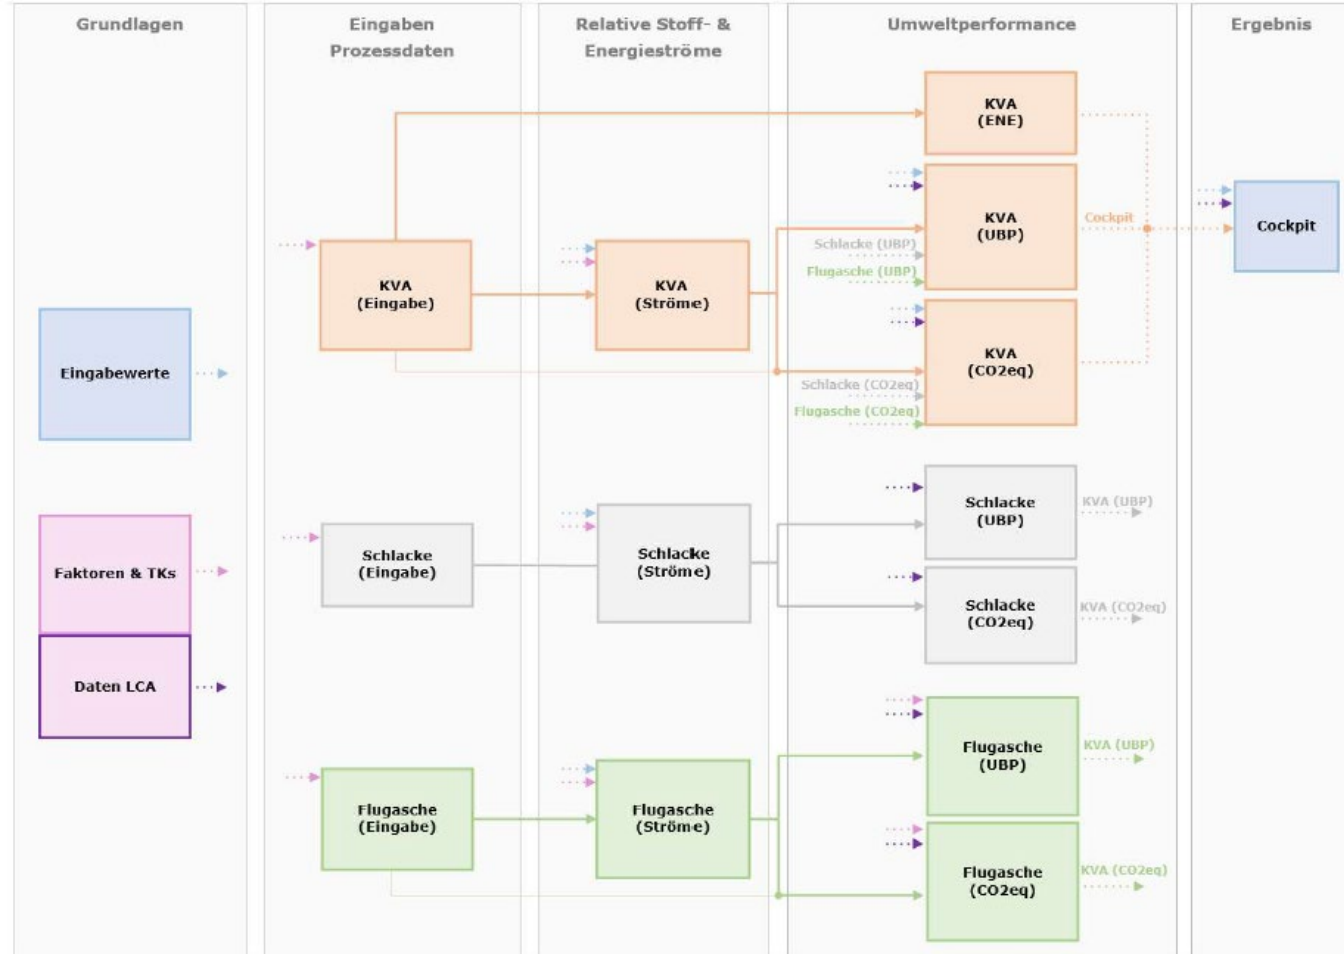 Grundlagen
Eingaben
Prozessdaten
Relative Stoff- &
Energieströme
Umweltperformance
Ergebnis
Eingabewerte
Faktoren & TKs
Daten LCA
KVA
(Eingabe)
KVA
(Ströme)
KVA
(ENE)
KVA
(UBP)
Schlacke (UBP)
Flugasche (UBP)
Cockpit
Cockpit
KVA
(CO2eq)
Schlacke (CO2eq)
Flugasche (CO2eq)
Schlacke
(Eingabe)
Schlacke
(Ströme)
Schlacke
(UBP)
KVA (UBP)
Schlacke
(CO2eq)
KVA (CO2eq)
Flugasche
(Eingabe)
Flugasche
(Ströme)
Flugasche
(UBP)
KVA (UBP)
Flugasche
(CO2eq)
KVA (CO2eq)